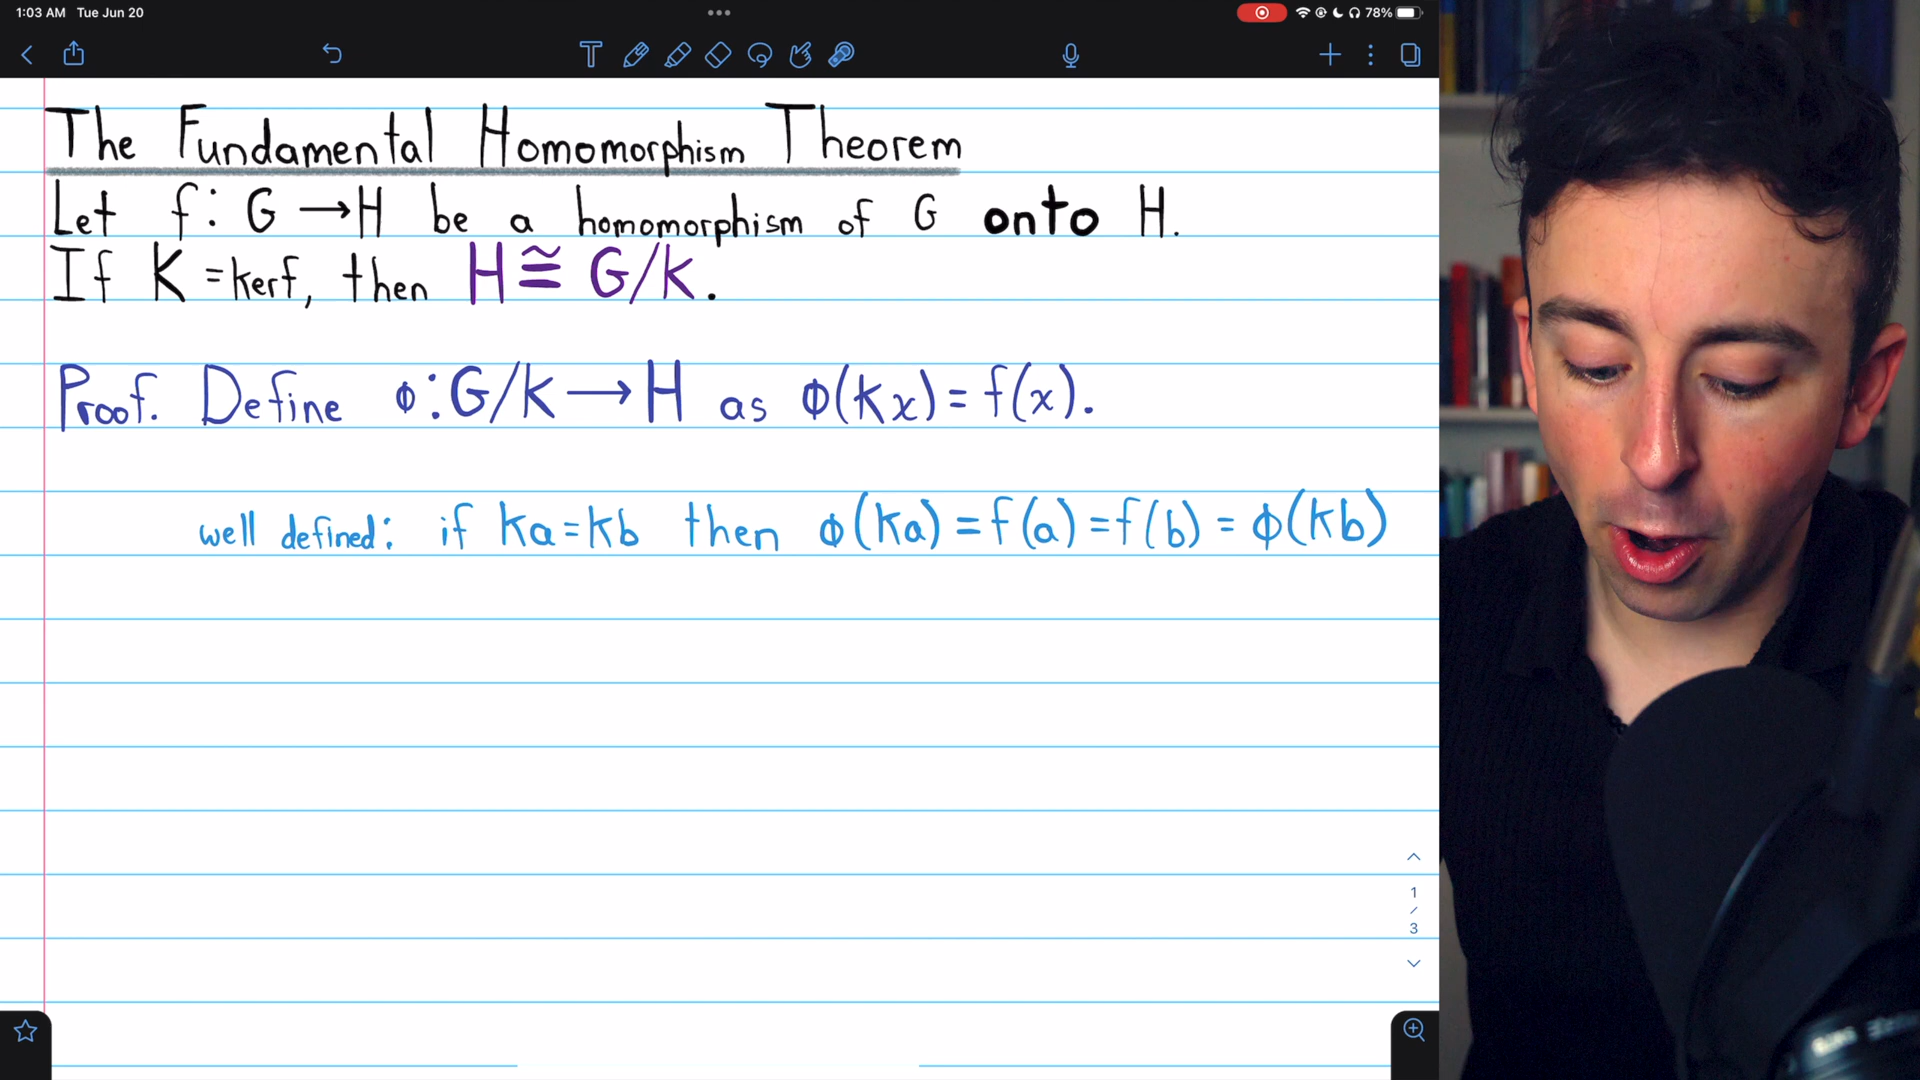 1:03 AM Tue Jun 20
78%
The Fundamental Homomorphism Theorem
Let f: G → H be a homomorphism of G onto H.
If K = kerf, then H ≅ G/K.
Proof. Define ϕ: G/K → H as ϕ(Kx) = f(x).
well defined: if Ka = Kb then ϕ(Ka) = f(a) = f(b) = ϕ(Kb)
1
/
3